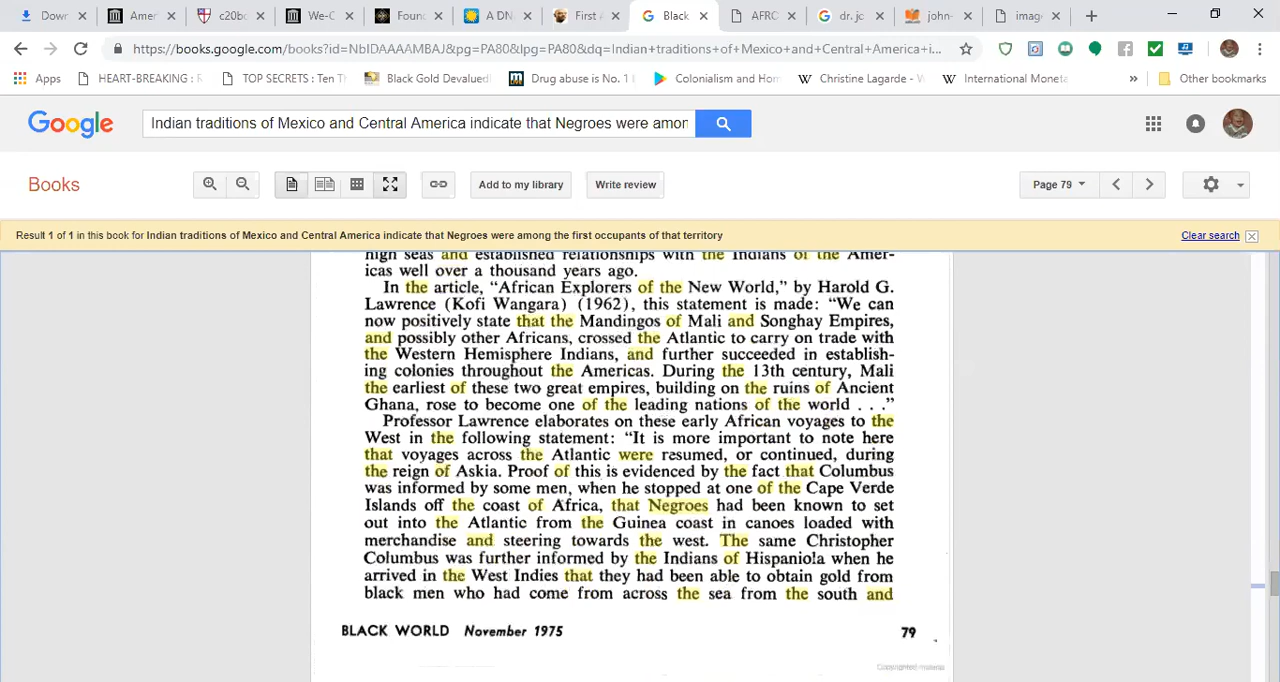 Down
Amer
c20bc
We-C
Foun
A DN
First A
Black
AFRC
dr. jc
john-
imag
https://books.google.com/books?id=NbIDAAAAMBAJ&pg=PA80&lpg=PA80&dq=Indian+traditions+of+Mexico+and+Central+America+i...
Apps
HEART-BREAKING : R
TOP SECRETS : Ten Th
Black Gold Devalued
Drug abuse is No. 1 I
Colonialism and Hom
Christine Lagarde - W
International Moneta
»
Other bookmarks
Google
Indian traditions of Mexico and Central America indicate that Negroes were amon
Books
Add to my library
Write review
Page 79
Result 1 of 1 in this book for Indian traditions of Mexico and Central America indicate that Negroes were among the first occupants of that territory
Clear search
high seas and established relationships with the Indians of the Amer-
icas well over a thousand years ago.
In the article, “African Explorers of the New World,” by Harold G.
Lawrence (Kofi Wangara) (1962), this statement is made: “We can
now positively state that the Mandingos of Mali and Songhay Empires,
and possibly other Africans, crossed the Atlantic to carry on trade with
the Western Hemisphere Indians, and further succeeded in establish-
ing colonies throughout the Americas. During the 13th century, Mali
the earliest of these two great empires, building on the ruins of Ancient
Ghana, rose to become one of the leading nations of the world . . .”
Professor Lawrence elaborates on these early African voyages to the
West in the following statement: “It is more important to note here
that voyages across the Atlantic were resumed, or continued, during
the reign of Askia. Proof of this is evidenced by the fact that Columbus
was informed by some men, when he stopped at one of the Cape Verde
Islands off the coast of Africa, that Negroes had been known to set
out into the Atlantic from the Guinea coast in canoes loaded with
merchandise and steering towards the west. The same Christopher
Columbus was further informed by the Indians of Hispaniola when he
arrived in the West Indies that they had been able to obtain gold from
black men who had come from across the sea from the south and
BLACK WORLD November 1975
79
Copyrighted material